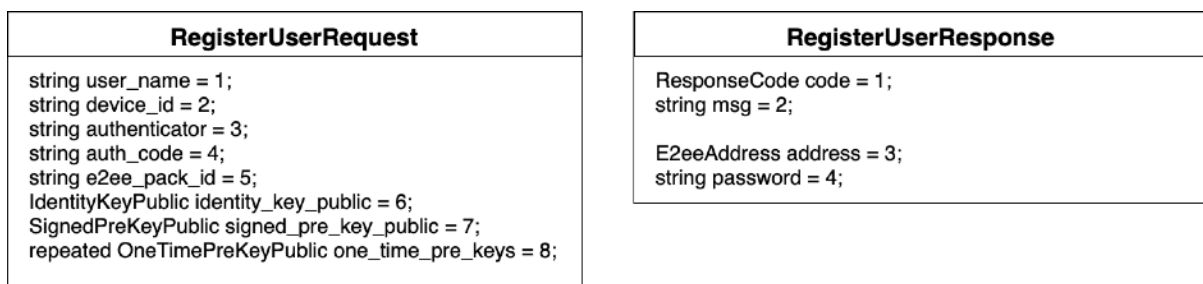 RegisterUserRequest
string user_name = 1;
string device_id = 2;
string authenticator = 3;
string auth_code = 4;
string e2ee_pack_id = 5;
IdentityKeyPublic identity_key_public = 6;
SignedPreKeyPublic signed_pre_key_public = 7;
repeated OneTimePreKeyPublic one_time_pre_keys = 8;
RegisterUserResponse
ResponseCode code = 1;
string msg = 2;
E2eeAddress address = 3;
string password = 4;